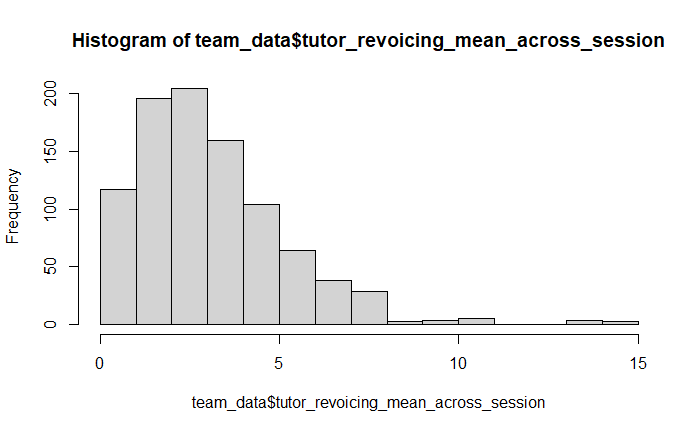 Histogram of team_data$tutor_revoicing_mean_across_session
Frequency
200
150
100
50
0
0 5 10 15
team_data$tutor_revoicing_mean_across_session